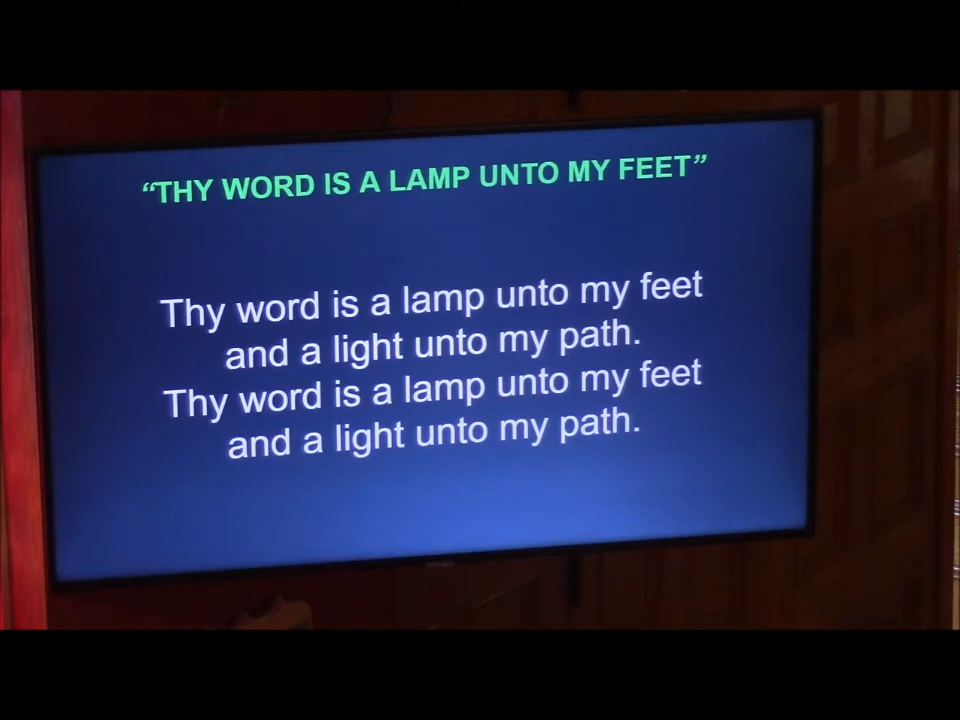 “THY WORD IS A LAMP UNTO MY FEET”
Thy word is a lamp unto my feet
and a light unto my path.
Thy word is a lamp unto my feet
and a light unto my path.